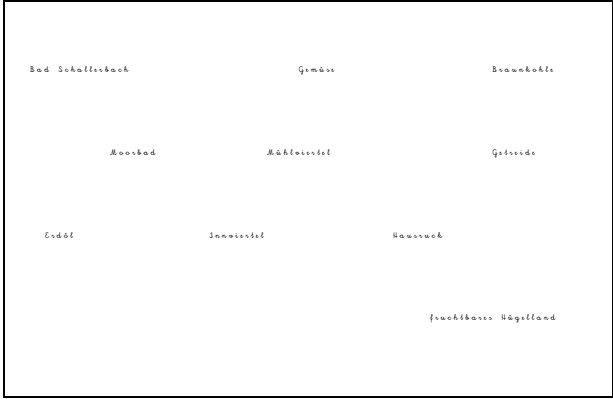 Bad Schallerbach Gemüse Braunkohle
Moorbad Mühlviertel Getreide
Erdöl Innviertel Hausruck
fruchtbares Hügelland